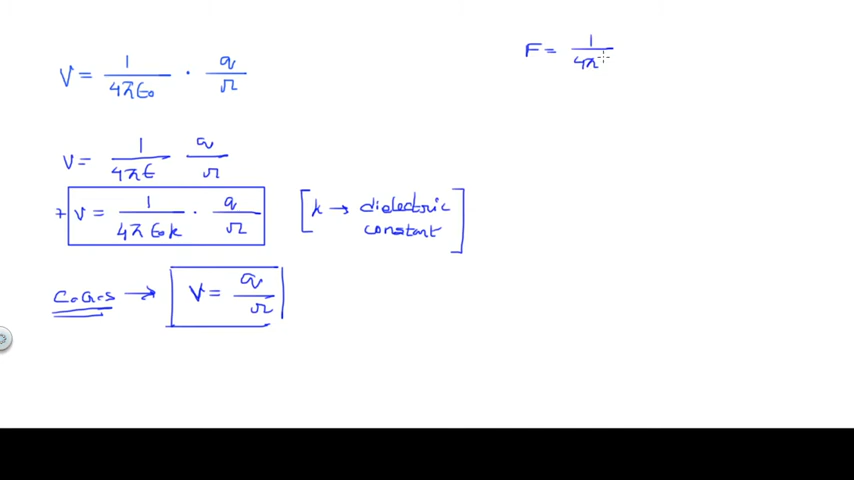 V = 1/4πϵ₀ · q/r
V = 1/4πϵ q/r
V = 1/4πϵ₀k · q/r [k → dielectric constant]
C.G.S → V = q/r
F = 1/4π